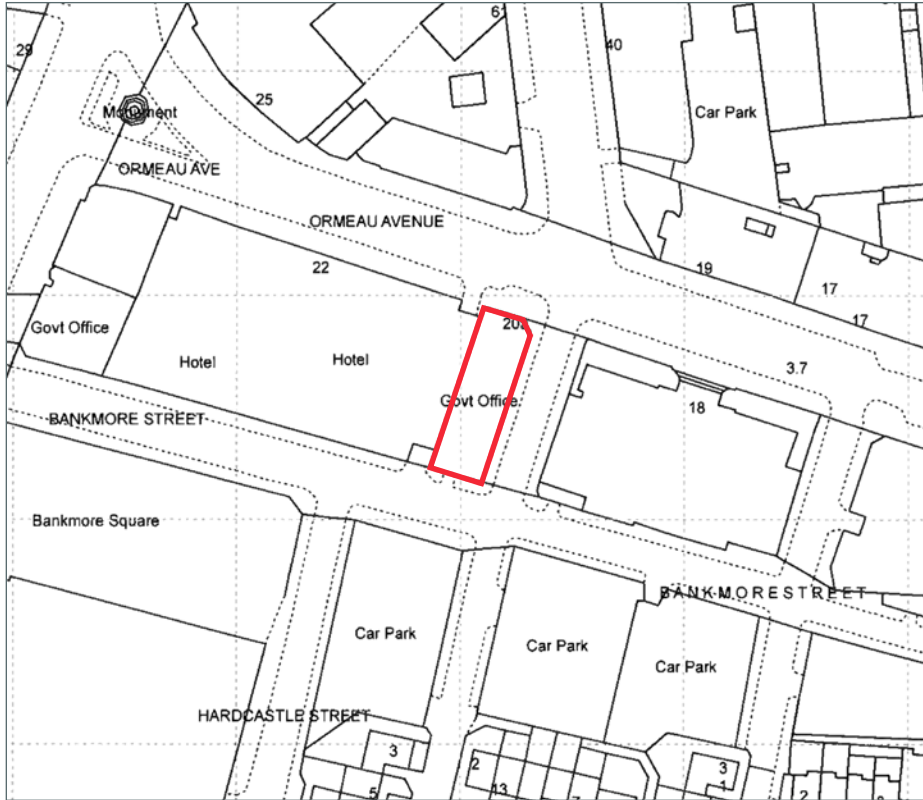 61
29
40
25
Monument
Car Park
ORMEAU AVE
ORMEAU AVENUE
22
19
17
17
20
Govt Office
Hotel
Hotel
3.7
Govt Office
18
BANKMORE STREET
Bankmore Square
BANKMORESTREET
Car Park
Car Park
Car Park
HARDCASTLE STREET
3
2
3
1
5
13
2